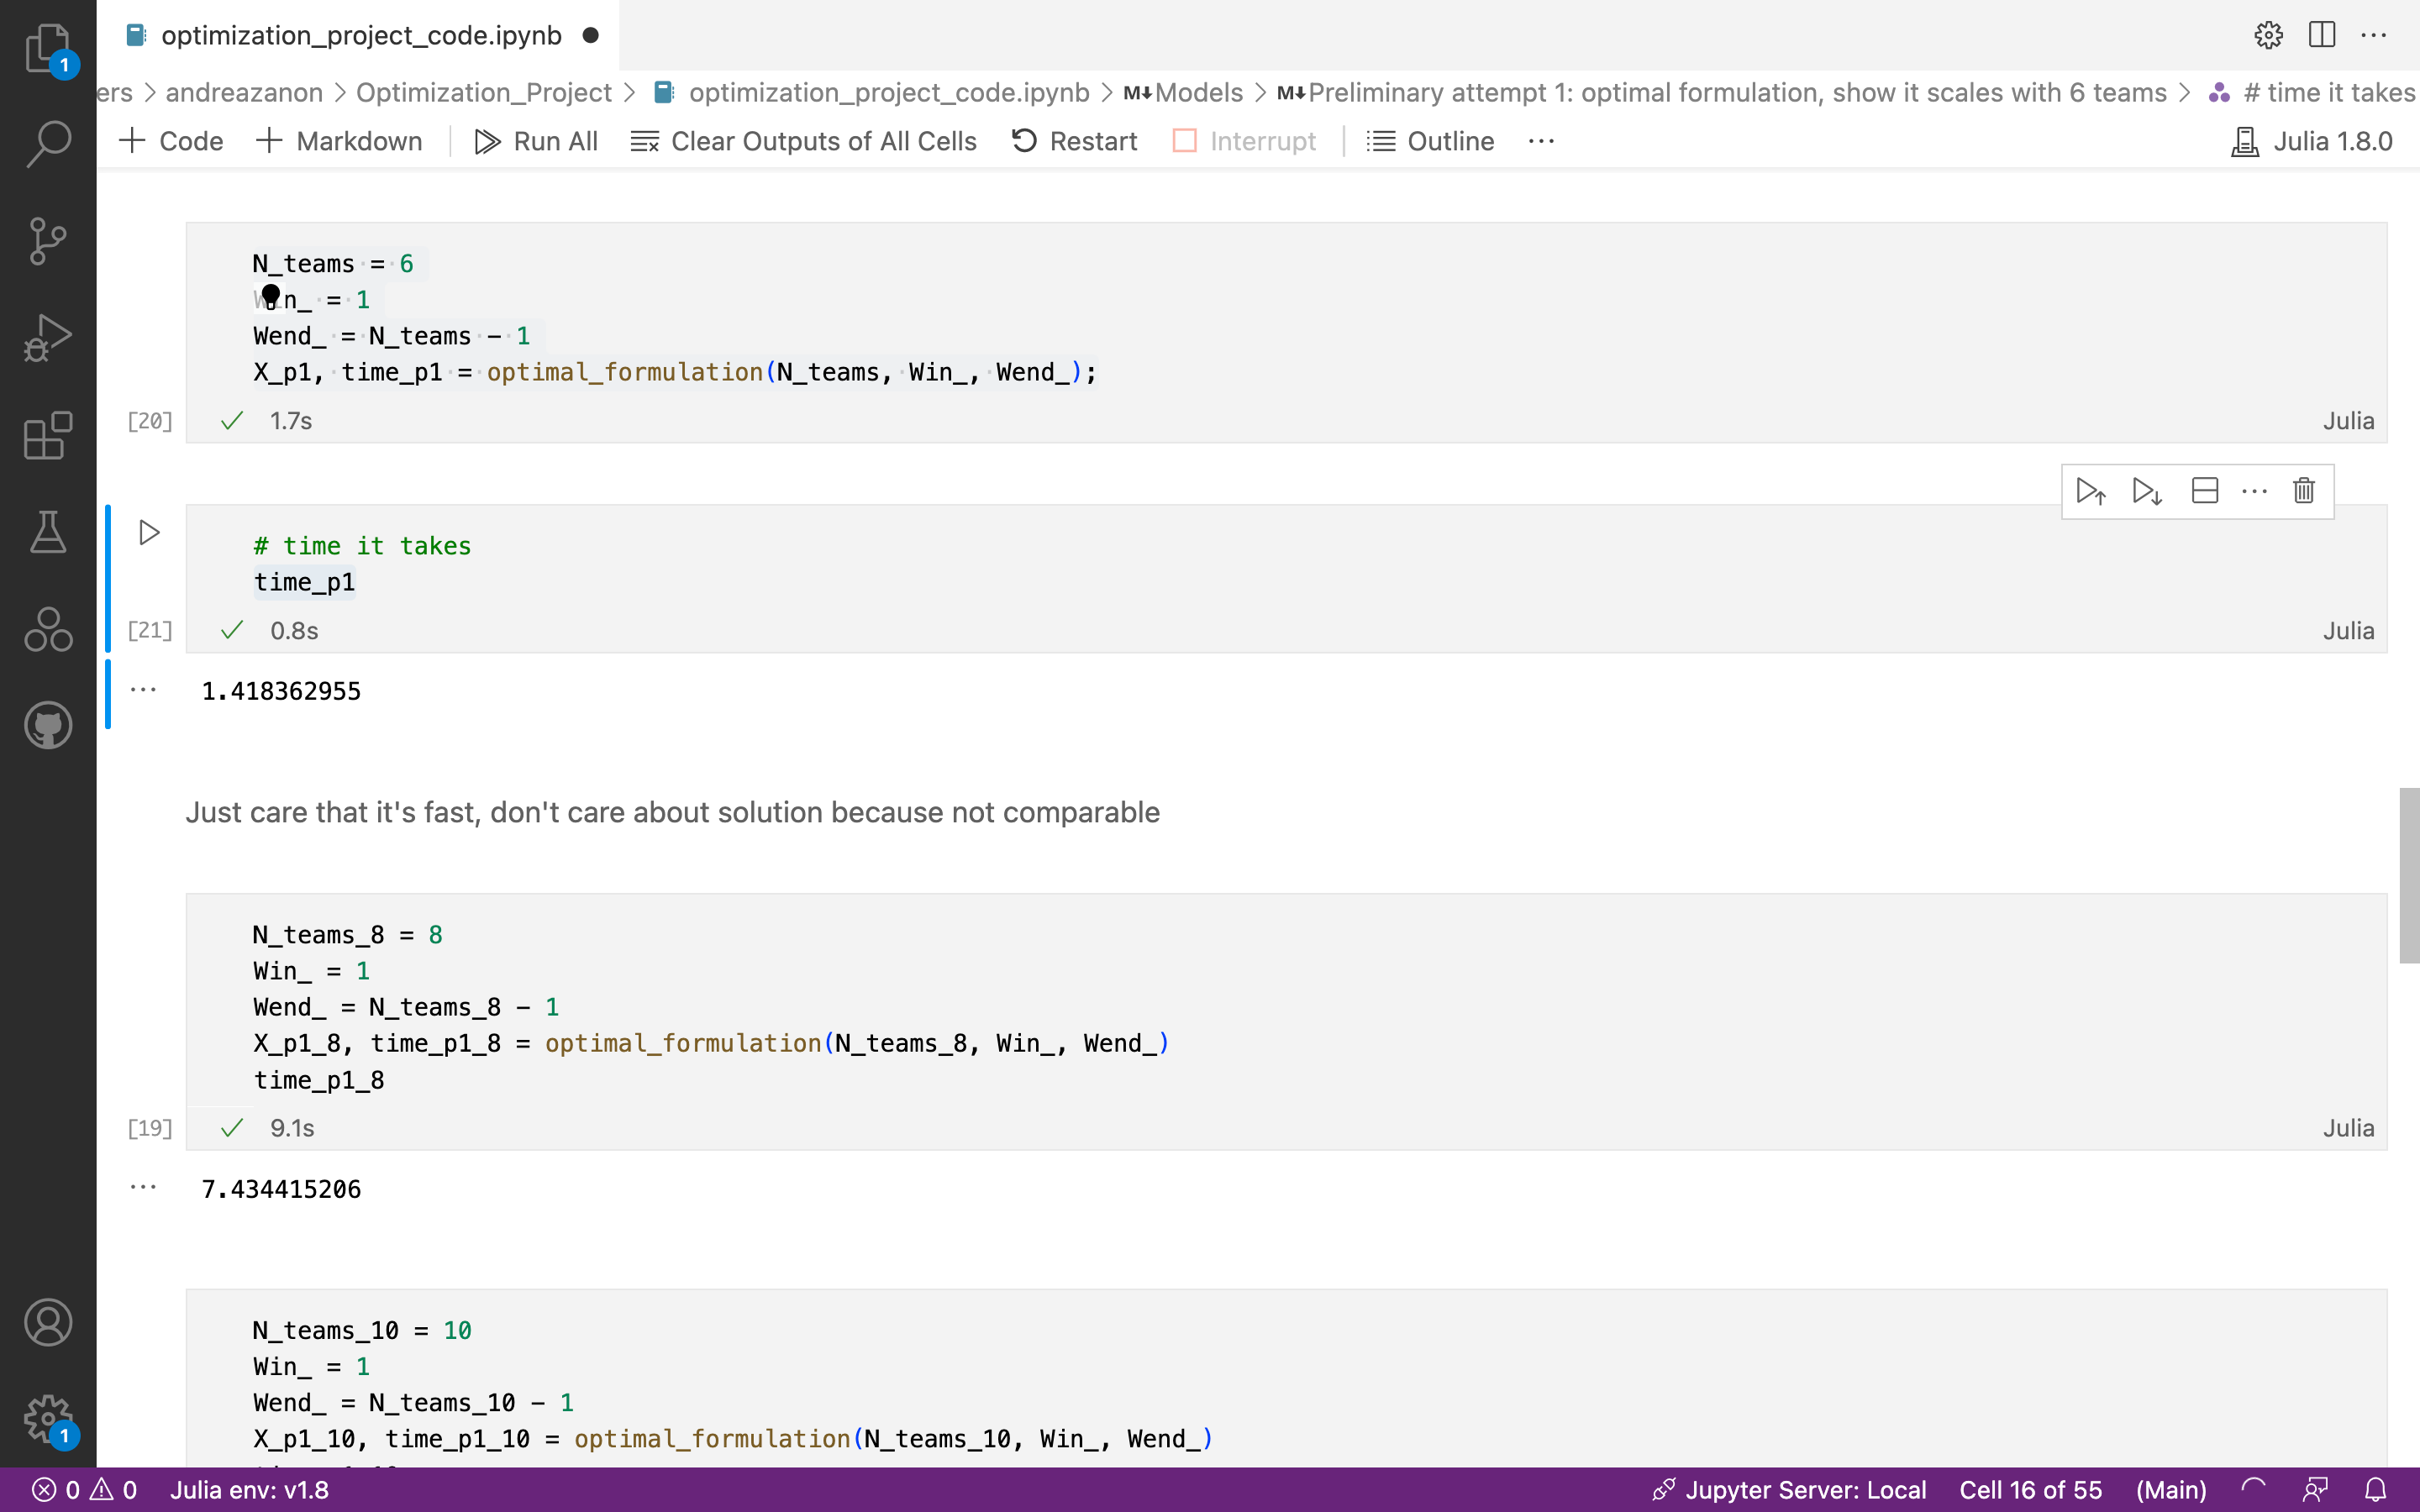 optimization_project_code.ipynb
1
ers > andreazanon > Optimization_Project > optimization_project_code.ipynb > M↓Models > M↓Preliminary attempt 1: optimal formulation, show it scales with 6 teams > # time it takes
+ Code + Markdown Run All Clear Outputs of All Cells Restart Interrupt Outline ... Julia 1.8.0
N_teams = 6
n_ = 1
Wend_ = N_teams - 1
X_p1, time_p1 = optimal_formulation(N_teams, Win_, Wend_);
[20] ✓ 1.7s Julia
# time it takes
time_p1
[21] ✓ 0.8s Julia
... 1.418362955
Just care that it's fast, don't care about solution because not comparable
N_teams_8 = 8
Win_ = 1
Wend_ = N_teams_8 - 1
X_p1_8, time_p1_8 = optimal_formulation(N_teams_8, Win_, Wend_)
time_p1_8
[19] ✓ 9.1s Julia
... 7.434415206
N_teams_10 = 10
Win_ = 1
Wend_ = N_teams_10 - 1
X_p1_10, time_p1_10 = optimal_formulation(N_teams_10, Win_, Wend_)
1
0 0 Julia env: v1.8 Jupyter Server: Local Cell 16 of 55 (Main)